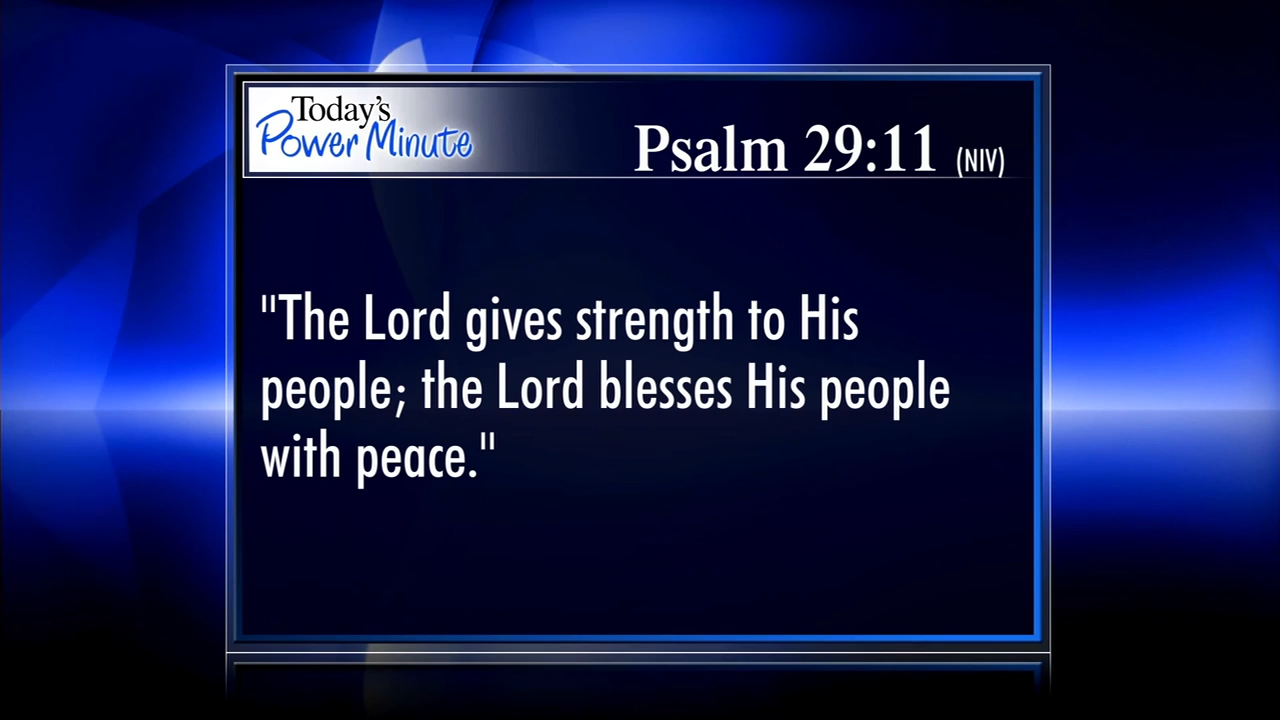 Today's
Power Minute
Psalm 29:11 (NIV)
"The Lord gives strength to His
people; the Lord blesses His people
with peace."